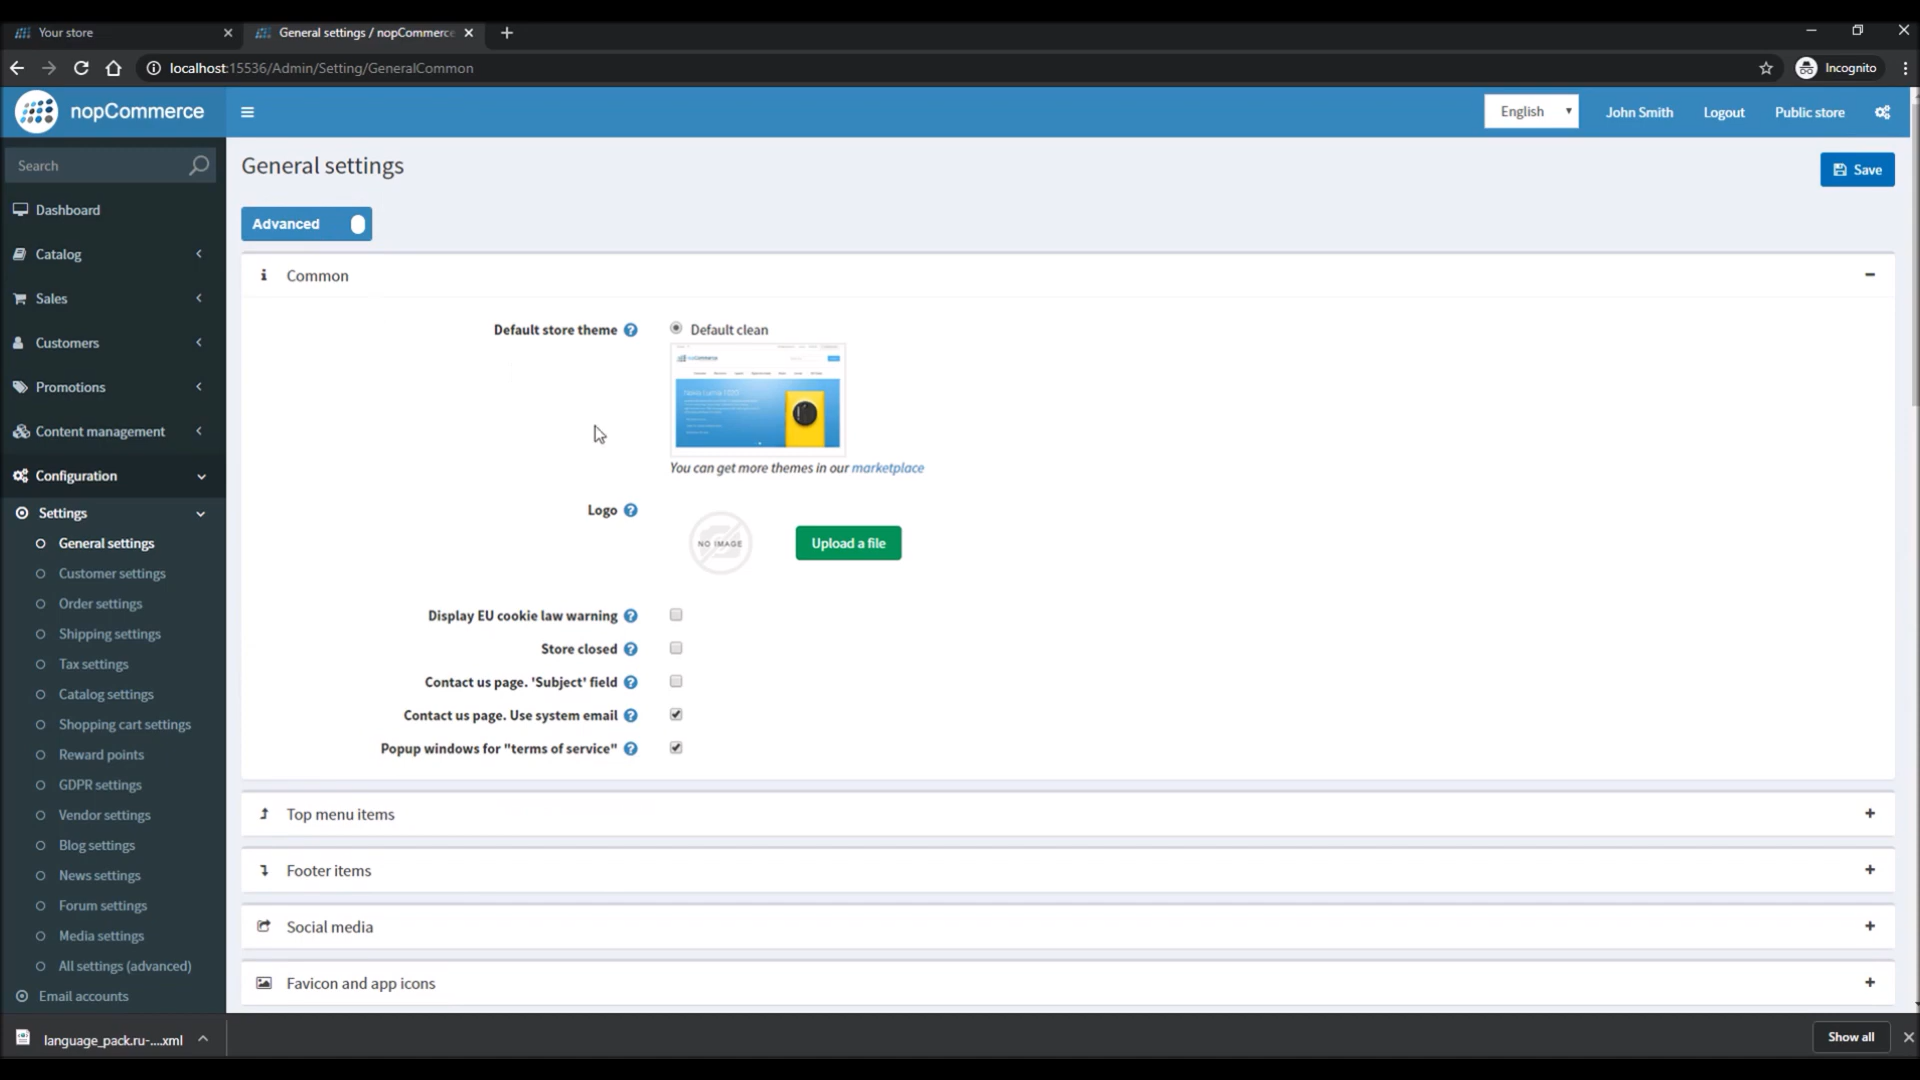 Your store
General settings / nopCommerce
localhost:15536/Admin/Setting/GeneralCommon
Incognito
nopCommerce
English
John Smith
Logout
Public store
Search
General settings
Save
Dashboard
Advanced
Catalog
Common
Sales
Default store theme
Default clean
Customers
Promotions
Content management
You can get more themes in our marketplace
Configuration
Settings
Logo
NO IMAGE
Upload a file
General settings
Customer settings
Order settings
Display EU cookie law warning
Shipping settings
Store closed
Tax settings
Contact us page. 'Subject' field
Catalog settings
Contact us page. Use system email
Shopping cart settings
Popup windows for "terms of service"
Reward points
GDPR settings
Vendor settings
Top menu items
Blog settings
Footer items
News settings
Forum settings
Social media
Media settings
All settings (advanced)
Favicon and app icons
Email accounts
language_pack.ru-....xml
Show all